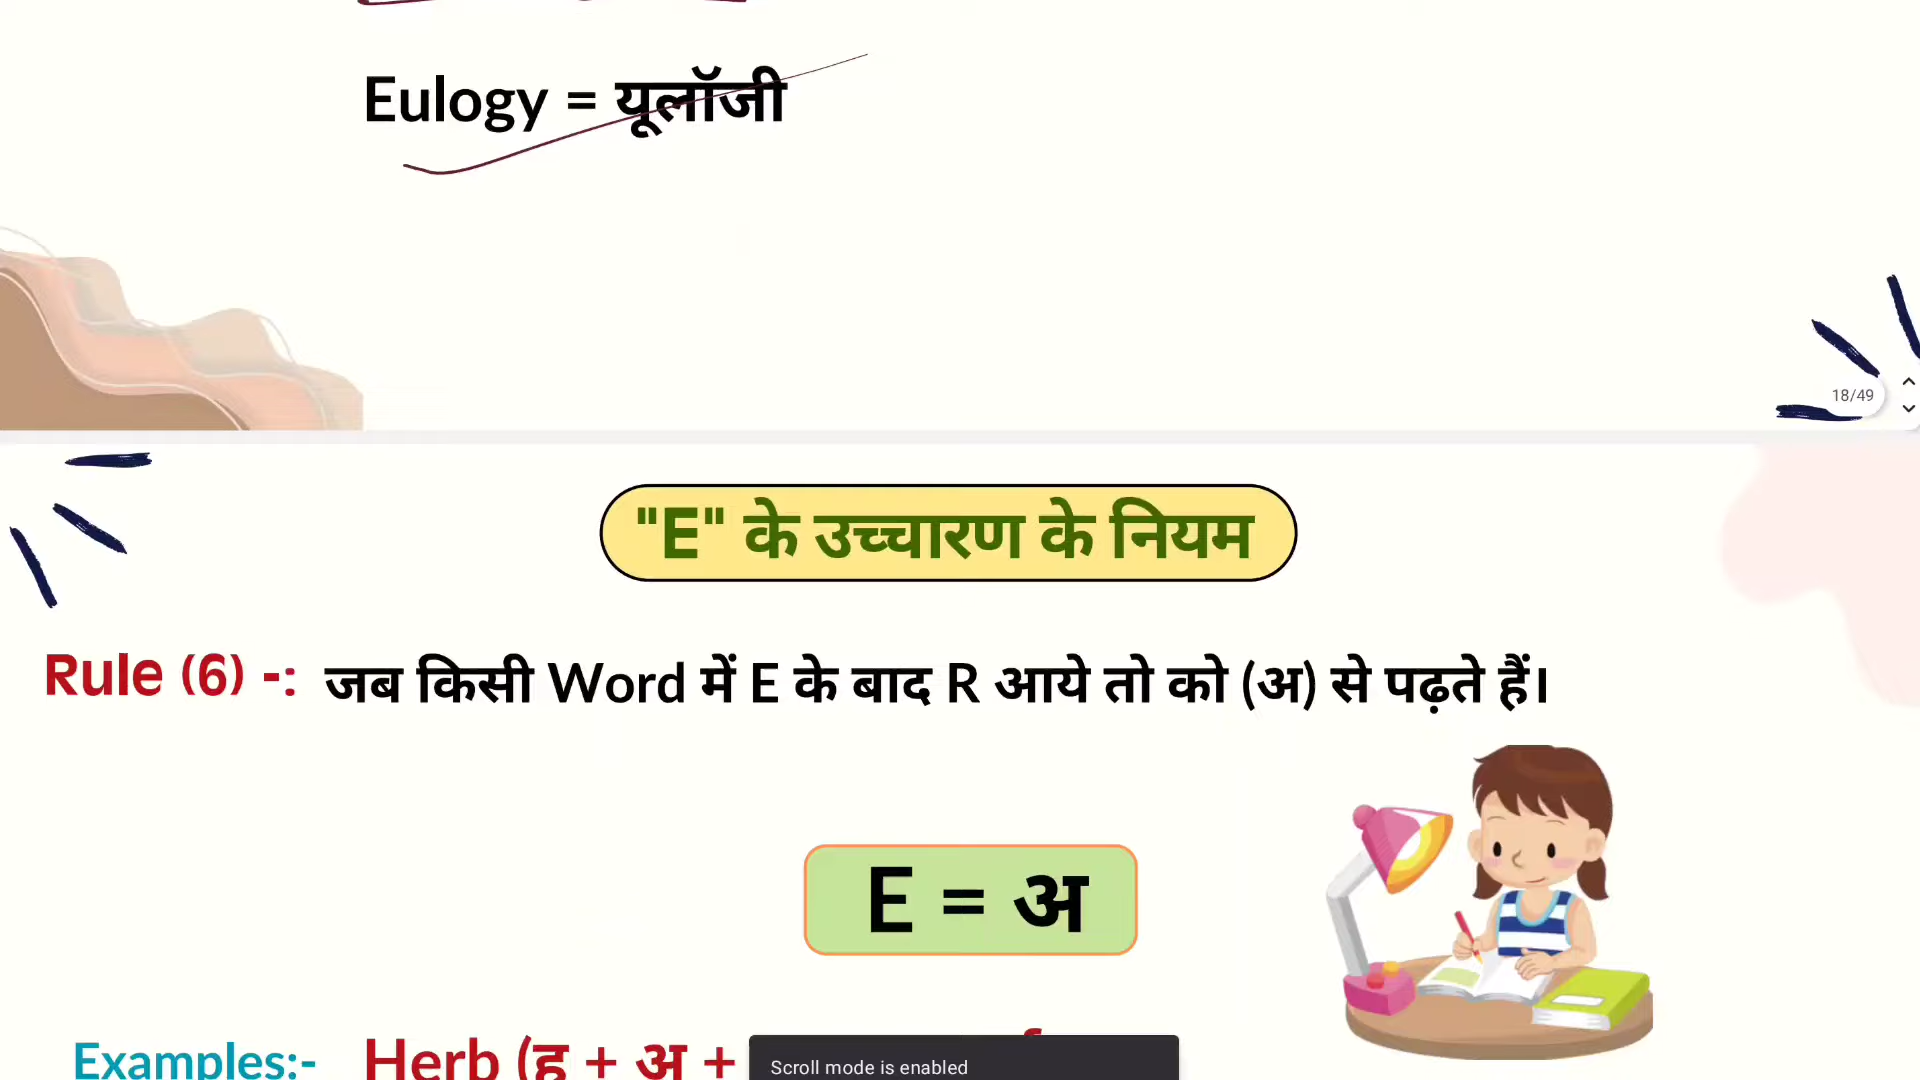 Eulogy = यूलॉजी
18/49
"E" के उच्चारण के नियम
Rule (6) -: जब किसी Word में E के बाद R आये तो को (अ) से पढ़ते हैं।
E = अ
Examples:- Herb (ह + अ +
Scroll mode is enabled